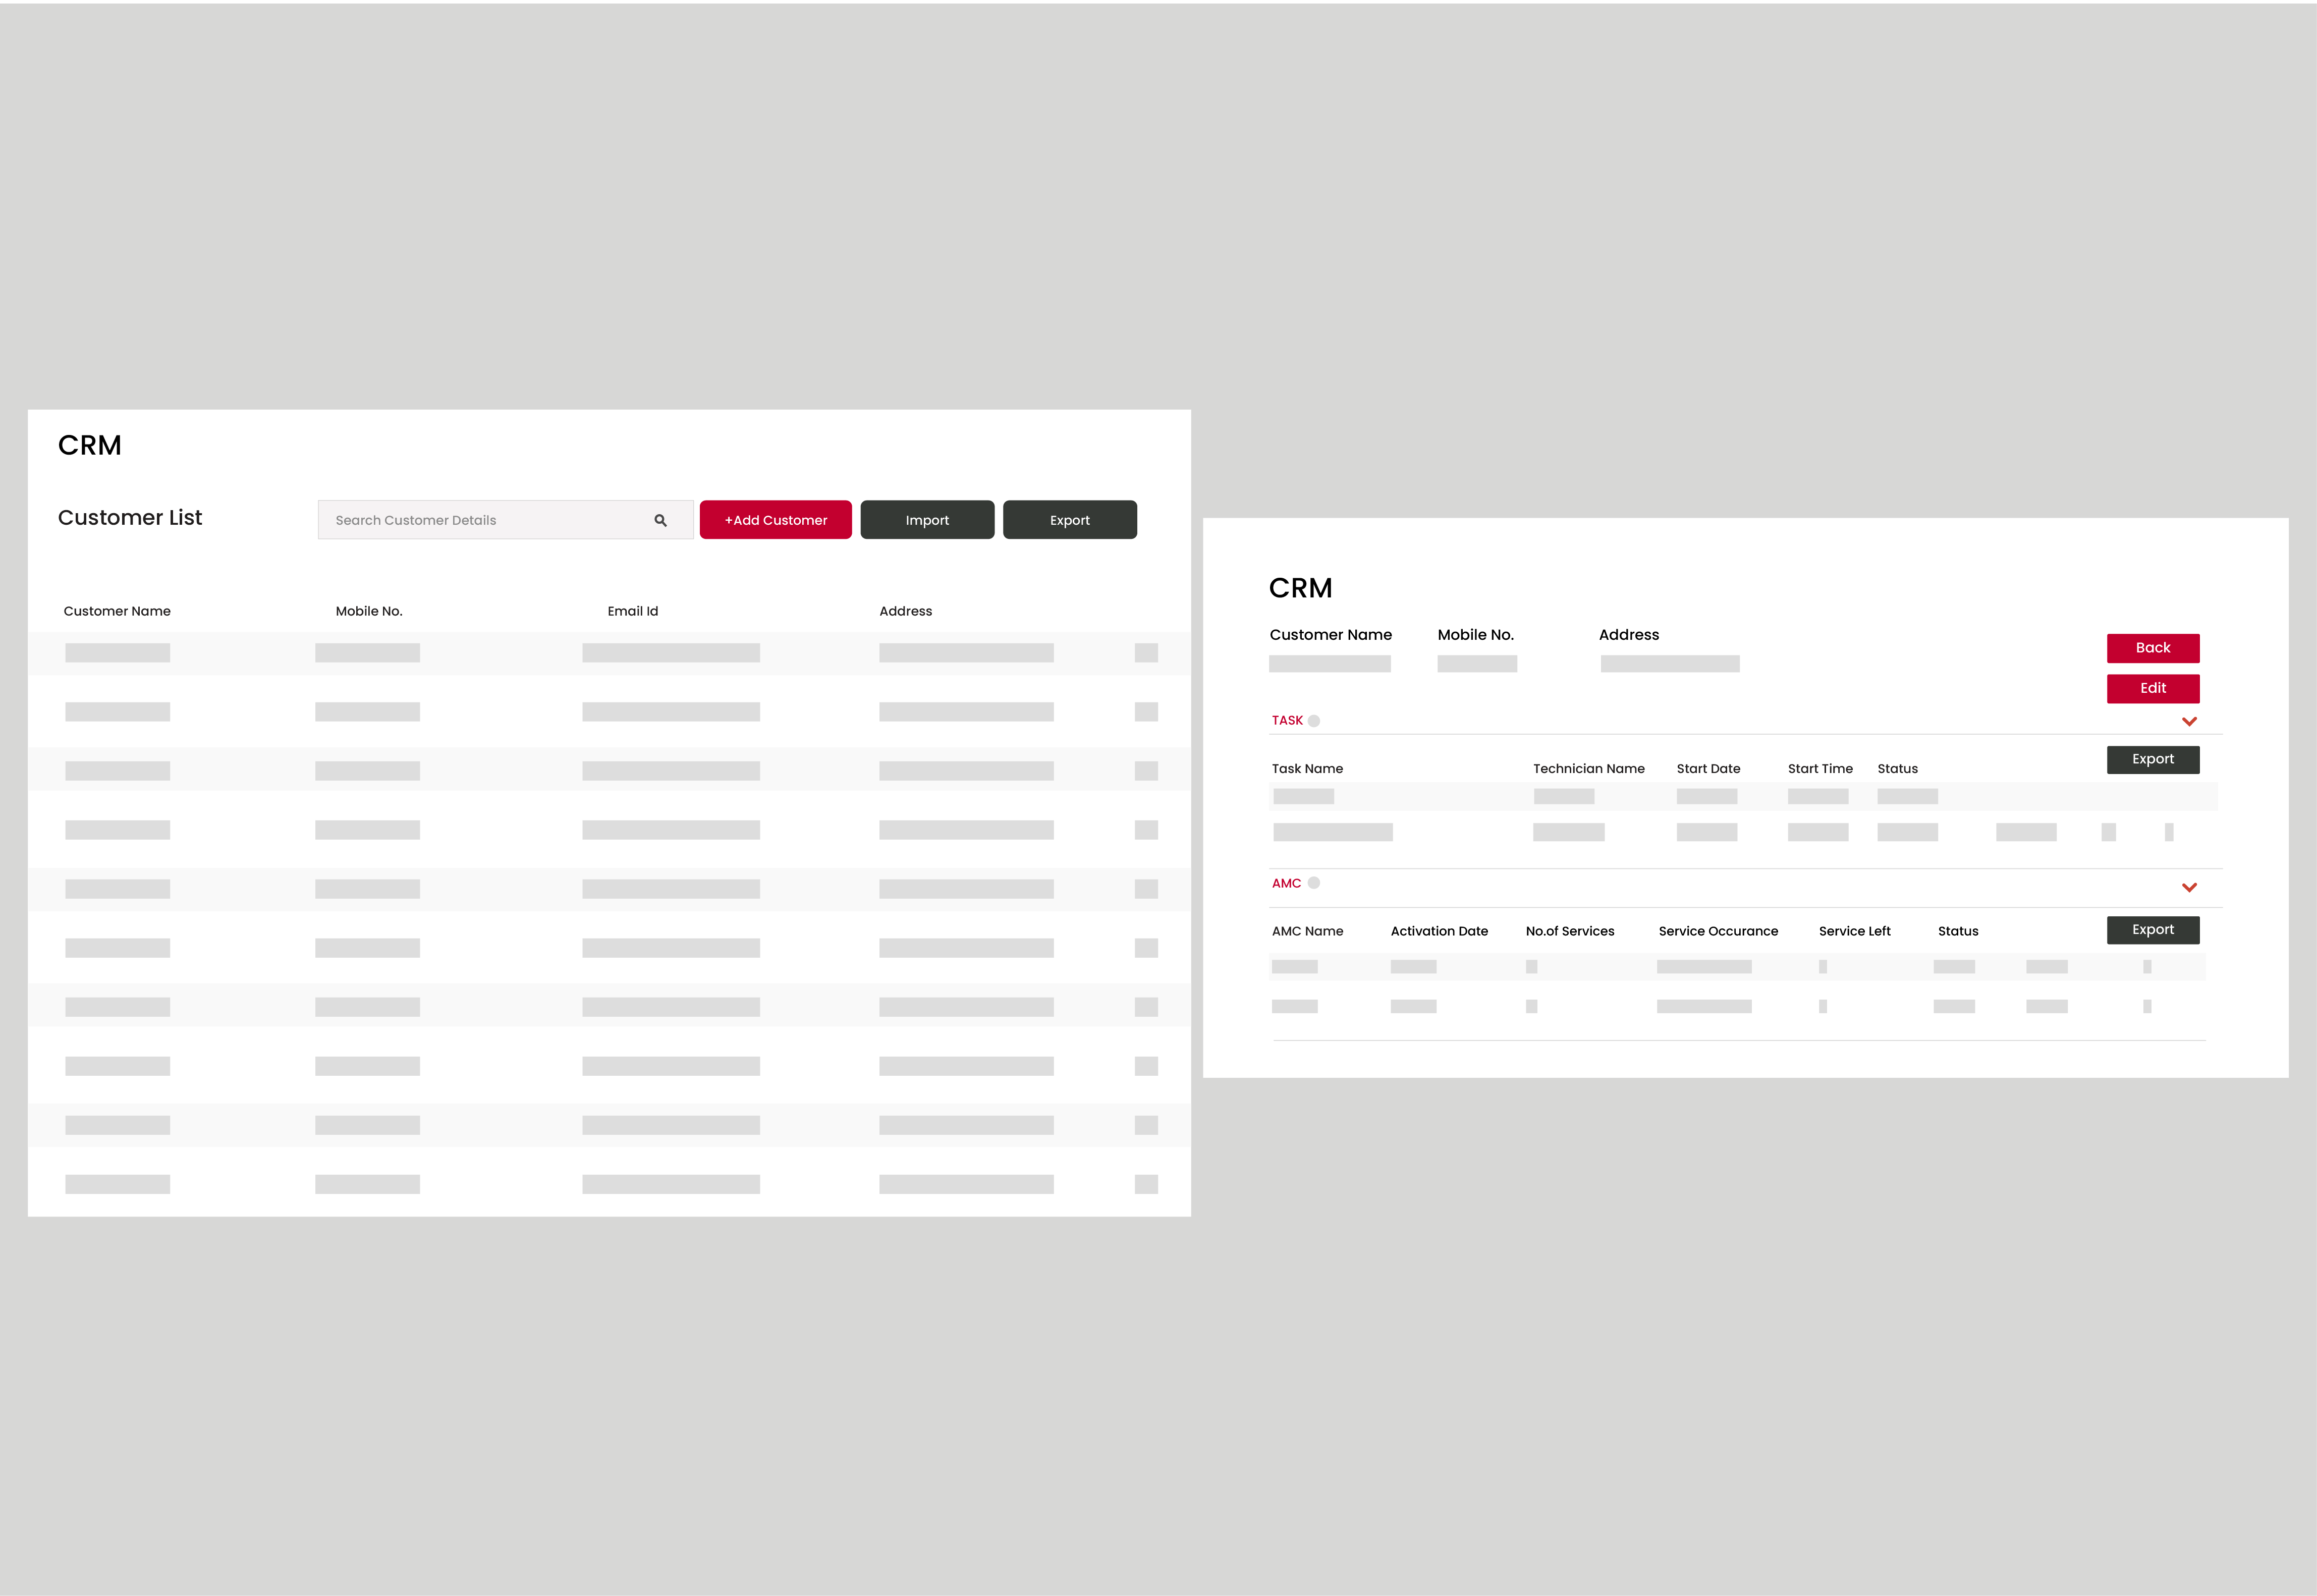 CRM
Customer List
Search Customer Details
+Add Customer
Import
Export
Customer Name Mobile No. Email Id Address
CRM
Customer Name Mobile No. Address
Back
Edit
TASK
Export
Task Name Technician Name Start Date Start Time Status
AMC
AMC Name Activation Date No.of Services Service Occurance Service Left Status
Export